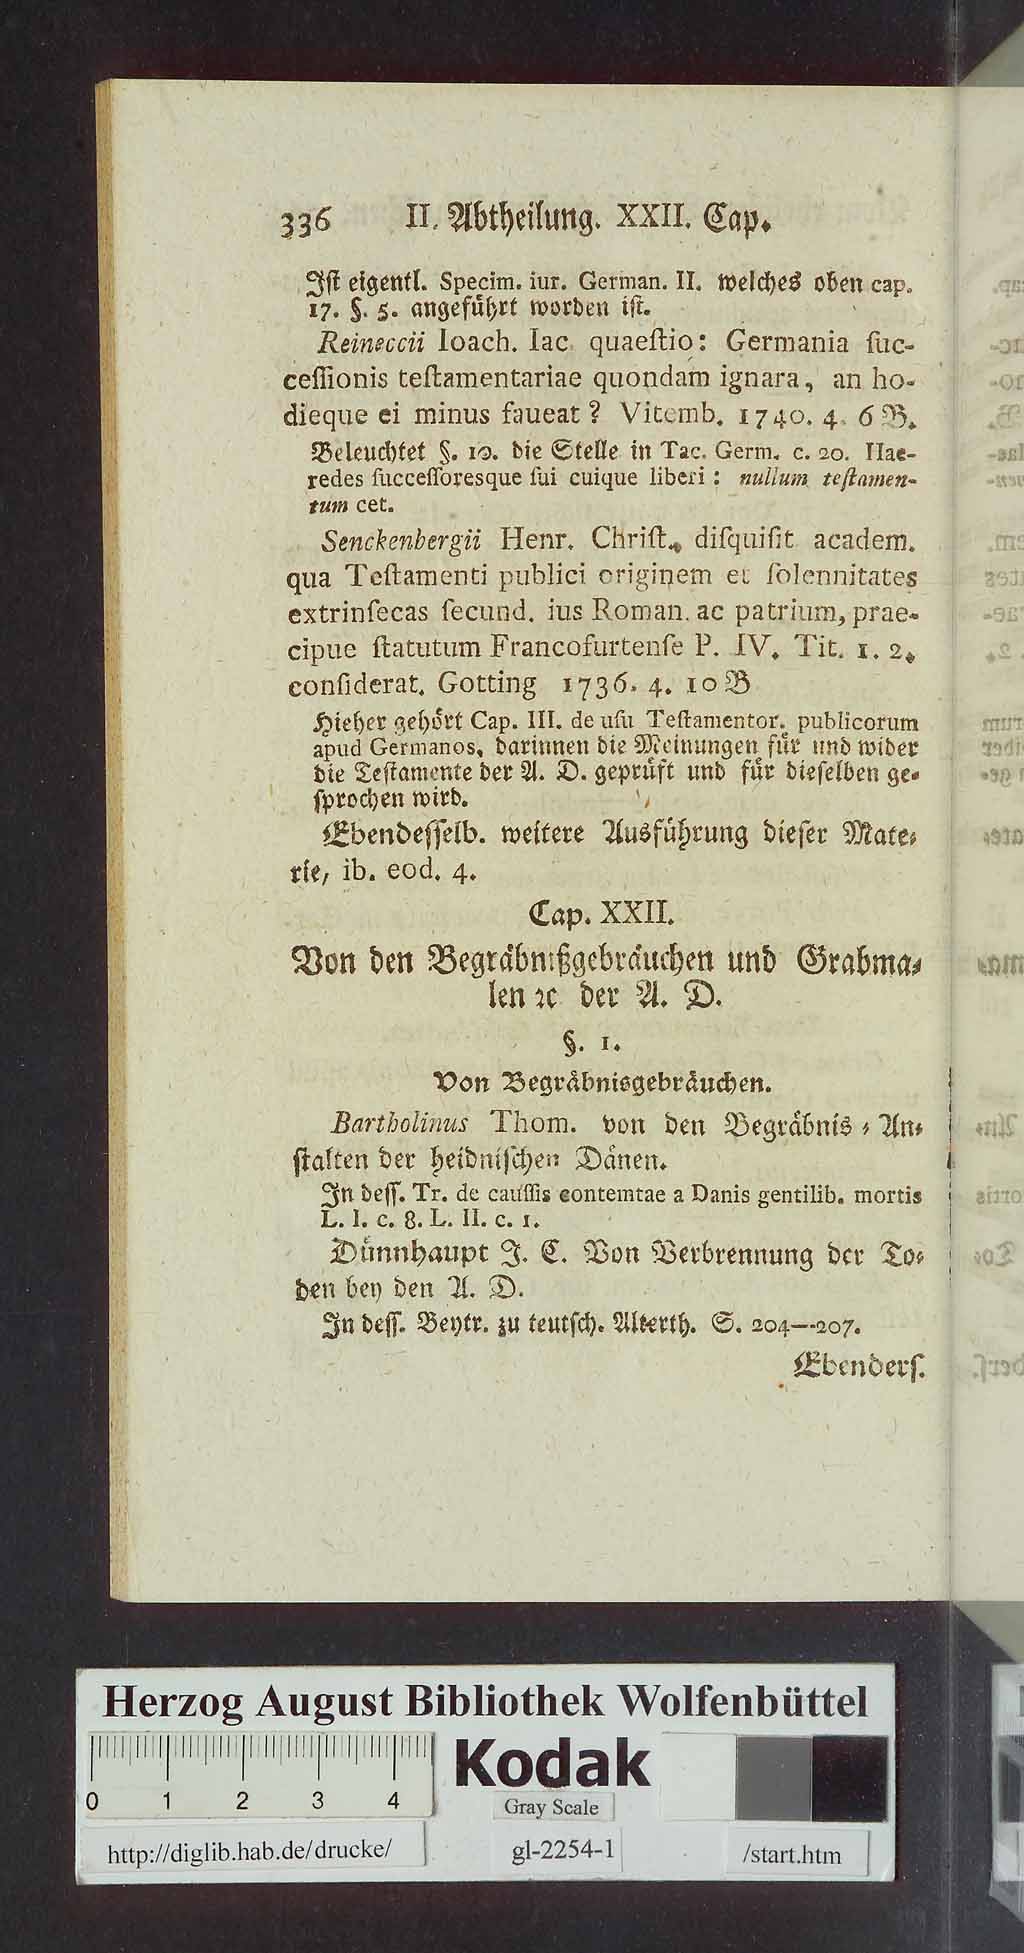 336 II. Abtheilung. XXII. Cap.
Ist eigentl. Specim. iur. German. II. welches oben cap.
17. §. 5. angeführt worden ist.
Reineccii Ioach. Iac. quaeſtio: Germania ſuc-
ceſſionis teſtamentariae quondam ignara, an ho-
dieque ei minus faueat? Vitemb. 1740. 4. 6 B.
Beleuchtet §. 10. die Stelle in Tac. Germ. c. 20. Hae-
redes ſucceſſoresque ſui cuique liberi: nullum teſtamen-
tum cet.
Senckenbergii Henr. Chriſt. diſquiſit academ.
qua Teſtamenti publici originem et ſolennitates
extrinſecas ſecund. ius Roman. ac patrium, prae-
cipue ſtatutum Francofurtenſe P. IV. Tit. 1. 2.
conſiderat. Gotting 1736. 4. 10 B
Hieher gehört Cap. III. de uſu Teſtamentor. publicorum
apud Germanos, darinnen die Meinungen für und wider
die Teſtamente der A. D. geprüft und für dieſelben ge-
ſprochen wird.
Ebendeſſelb. weitere Ausführung dieſer Mate-
rie, ib. eod. 4.
Cap. XXII.
Von den Begräbnißgebräuchen und Grabma-
len ꝛc der A. D.
§. 1.
Von Begräbnisgebräuchen.
Bartholinus Thom. von den Begräbnis-An-
ſtalten der heidniſchen Dänen.
In deſſ. Tr. de cauſſis contemtae a Danis gentilib. mortis
L. I. c. 8. L. II. c. 1.
Dünnhaupt J. C. Von Verbrennung der To-
den bey den A. D.
In deſſ. Beytr. zu teutſch. Alterth. S. 204—207.
Ebenderſ.
Herzog August Bibliothek Wolfenbüttel
0 1 2 3 4
Kodak
Gray Scale
http://diglib.hab.de/drucke/ gl-2254-1 /start.htm